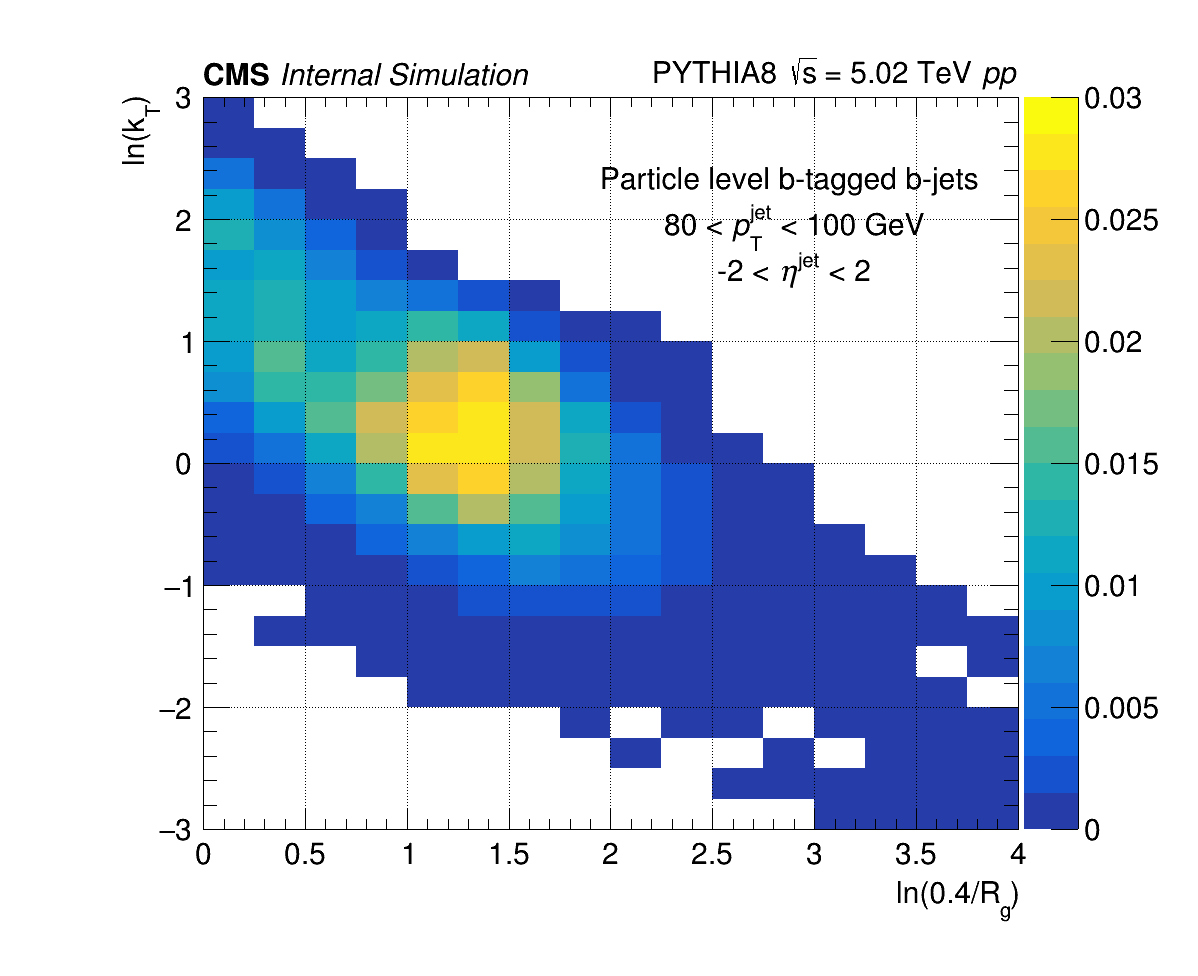 CMS Internal Simulation PYTHIA8 √s = 5.02 TeV pp
ln(k_T)
Particle level b-tagged b-jets
80 < p_T^jet < 100 GeV
-2 < η^jet < 2
3
2
1
0
−1
−2
−3
0 0.5 1 1.5 2 2.5 3 3.5 4
ln(0.4/R_g)
0.03
0.025
0.02
0.015
0.01
0.005
0